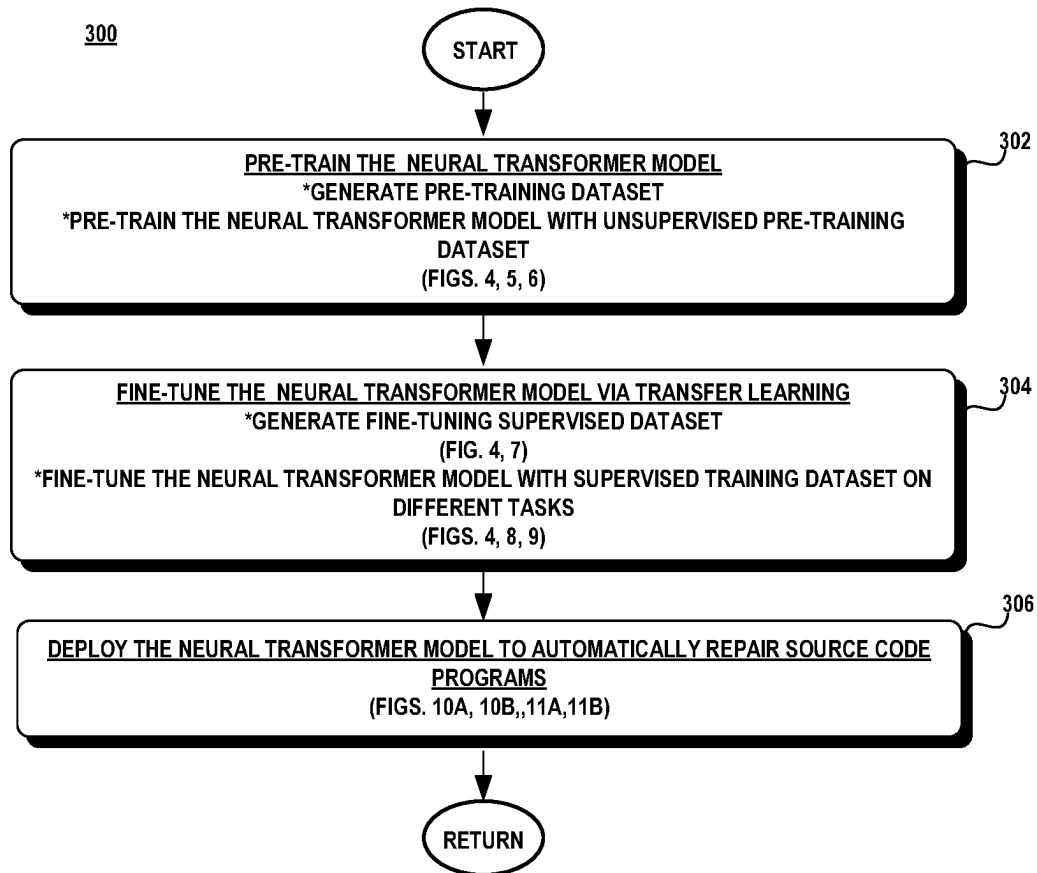 300
START
302
PRE-TRAIN THE NEURAL TRANSFORMER MODEL
*GENERATE PRE-TRAINING DATASET
*PRE-TRAIN THE NEURAL TRANSFORMER MODEL WITH UNSUPERVISED PRE-TRAINING
DATASET
(FIGS. 4, 5, 6)
304
FINE-TUNE THE NEURAL TRANSFORMER MODEL VIA TRANSFER LEARNING
*GENERATE FINE-TUNING SUPERVISED DATASET
(FIG. 4, 7)
*FINE-TUNE THE NEURAL TRANSFORMER MODEL WITH SUPERVISED TRAINING DATASET ON
DIFFERENT TASKS
(FIGS. 4, 8, 9)
306
DEPLOY THE NEURAL TRANSFORMER MODEL TO AUTOMATICALLY REPAIR SOURCE CODE
PROGRAMS
(FIGS. 10A, 10B,,11A,11B)
RETURN